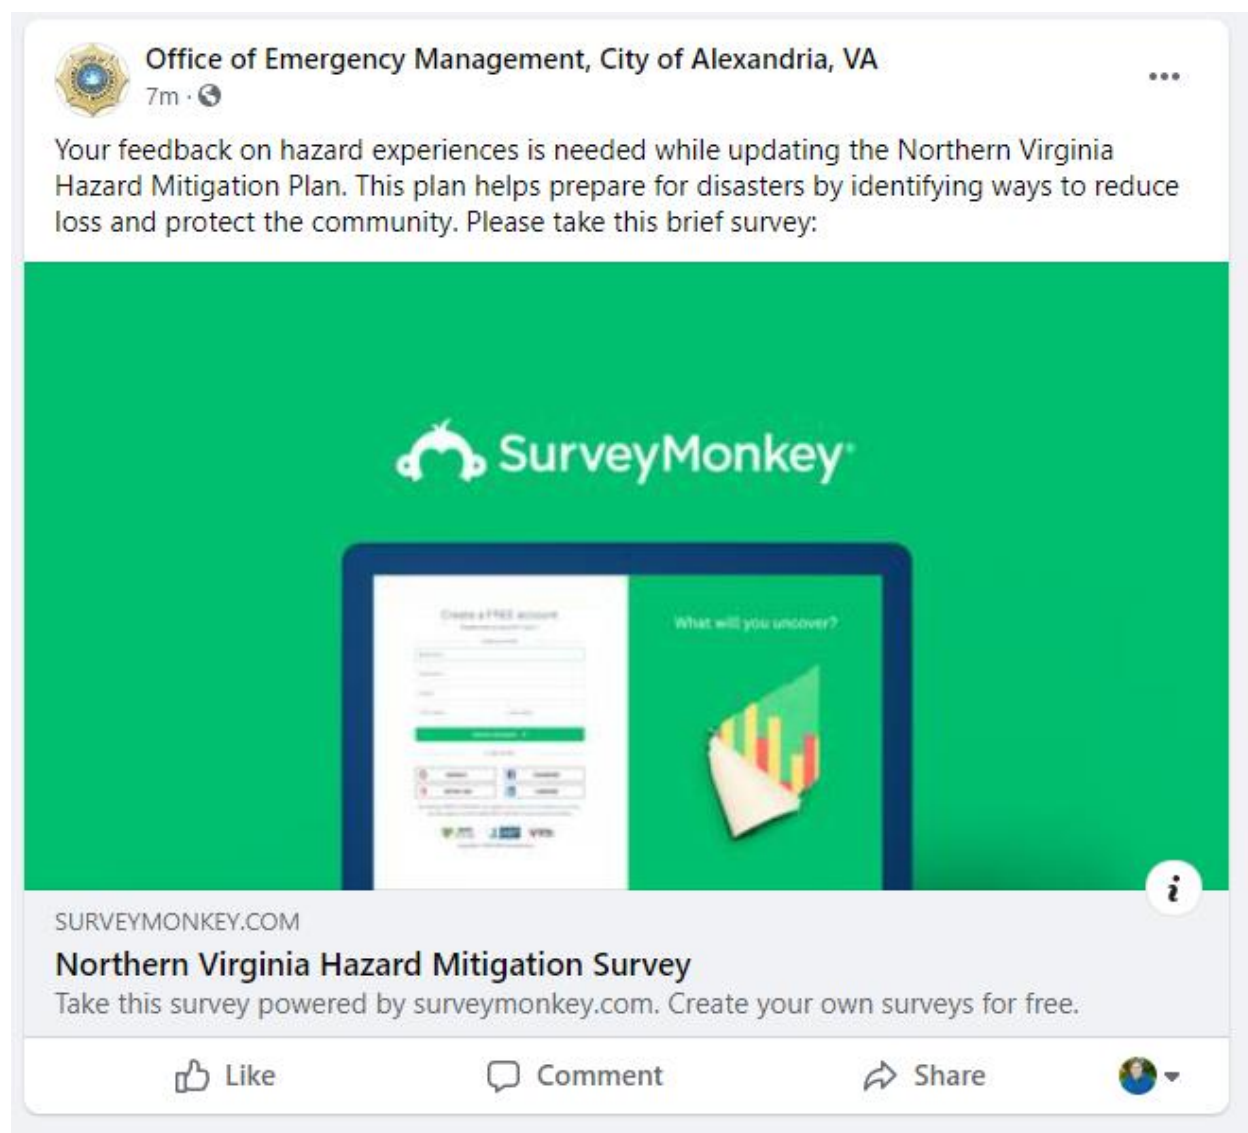 Office of Emergency Management, City of Alexandria, VA
7m ·
Your feedback on hazard experiences is needed while updating the Northern Virginia
Hazard Mitigation Plan. This plan helps prepare for disasters by identifying ways to reduce
loss and protect the community. Please take this brief survey:
SurveyMonkey
Create a FREE account
What will you uncover?
i
SURVEYMONKEY.COM
Northern Virginia Hazard Mitigation Survey
Take this survey powered by surveymonkey.com. Create your own surveys for free.
Like
Comment
Share